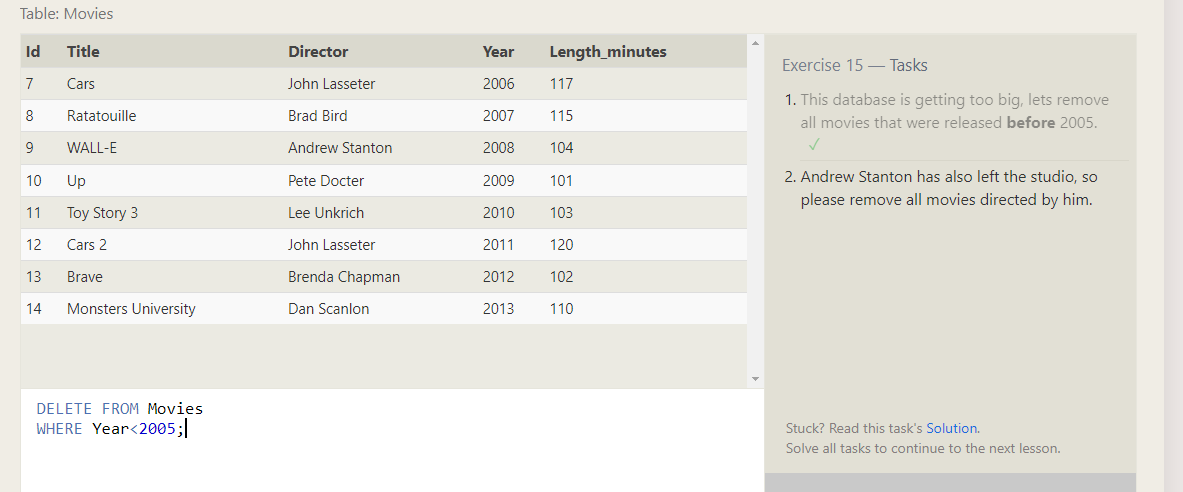 Table: Movies
Id Title Director Year Length_minutes
7 Cars John Lasseter 2006 117
8 Ratatouille Brad Bird 2007 115
9 WALL-E Andrew Stanton 2008 104
10 Up Pete Docter 2009 101
11 Toy Story 3 Lee Unkrich 2010 103
12 Cars 2 John Lasseter 2011 120
13 Brave Brenda Chapman 2012 102
14 Monsters University Dan Scanlon 2013 110
DELETE FROM Movies
WHERE Year<2005;
Exercise 15 — Tasks
1. This database is getting too big, lets remove
all movies that were released before 2005.
✓
2. Andrew Stanton has also left the studio, so
please remove all movies directed by him.
Stuck? Read this task's Solution.
Solve all tasks to continue to the next lesson.